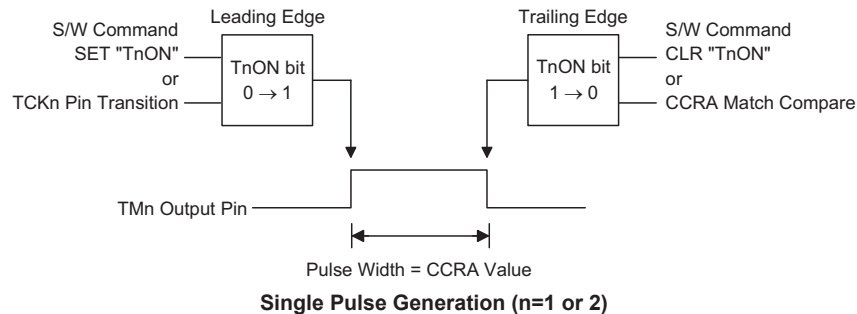 Leading Edge
S/W Command
SET "TnON"
or
TCKn Pin Transition
TnON bit
0 → 1
Trailing Edge
TnON bit
1 → 0
S/W Command
CLR "TnON"
or
CCRA Match Compare
TMn Output Pin
Pulse Width = CCRA Value
Single Pulse Generation (n=1 or 2)